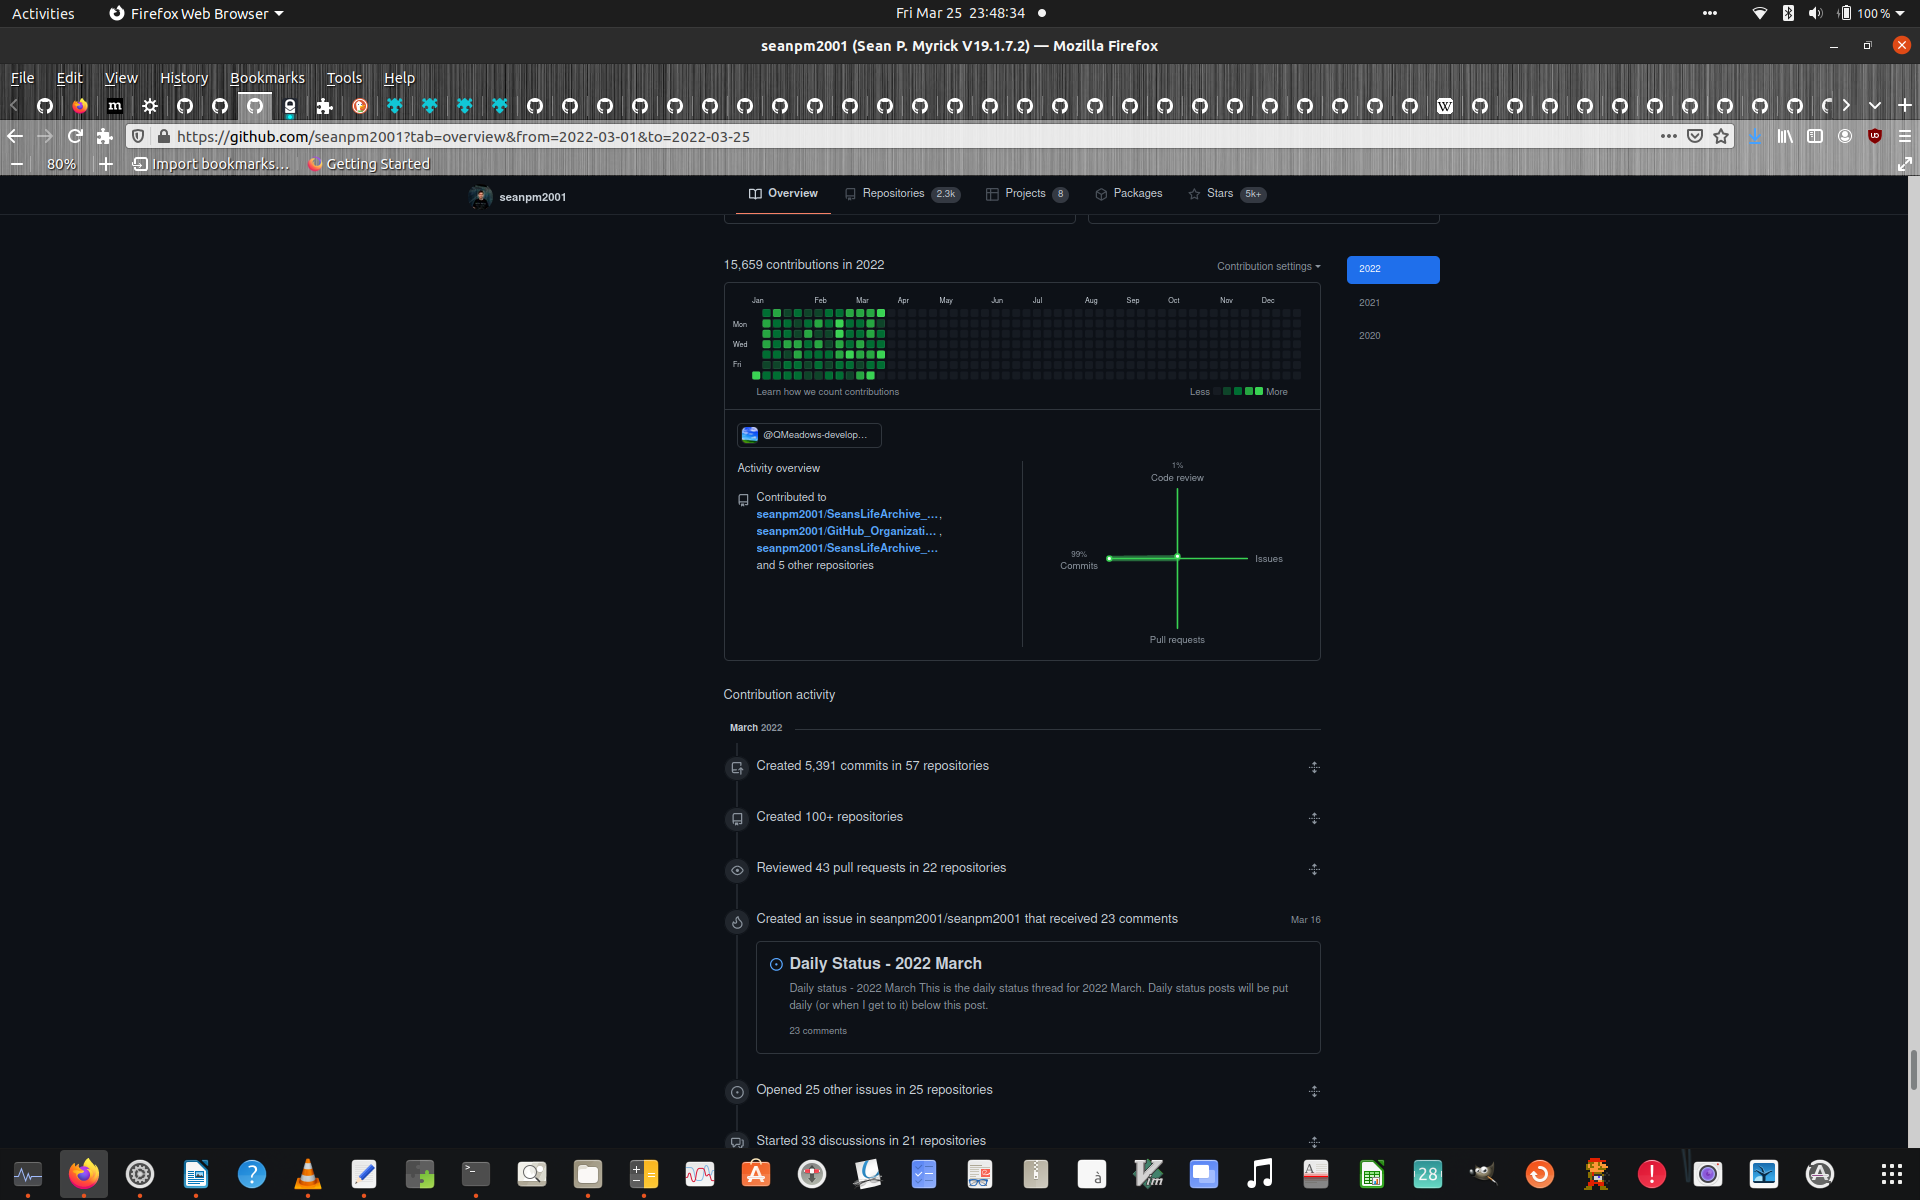 Activities Firefox Web Browser Fri Mar 25 23:48:34 100 %
seanpm2001 (Sean P. Myrick V19.1.7.2) — Mozilla Firefox
File Edit View History Bookmarks Tools Help
https://github.com/seanpm2001?tab=overview&from=2022-03-01&to=2022-03-25
80% Import bookmarks... Getting Started
seanpm2001 Overview Repositories 2.3k Projects 8 Packages Stars 5k+
15,659 contributions in 2022 Contribution settings 2022
2021
2020
Jan Feb Mar Apr May Jun Jul Aug Sep Oct Nov Dec
Mon
Wed
Fri
Learn how we count contributions Less More
@QMeadows-develop...
Activity overview
Contributed to
seanpm2001/SeansLifeArchive_...,
seanpm2001/GitHub_Organizati... ,
seanpm2001/SeansLifeArchive_...
and 5 other repositories
1%
Code review
99%
Commits
Issues
Pull requests
Contribution activity
March 2022
Created 5,391 commits in 57 repositories
Created 100+ repositories
Reviewed 43 pull requests in 22 repositories
Created an issue in seanpm2001/seanpm2001 that received 23 comments Mar 16
Daily Status - 2022 March
Daily status - 2022 March This is the daily status thread for 2022 March. Daily status posts will be put
daily (or when I get to it) below this post.
23 comments
Opened 25 other issues in 25 repositories
Started 33 discussions in 21 repositories
28